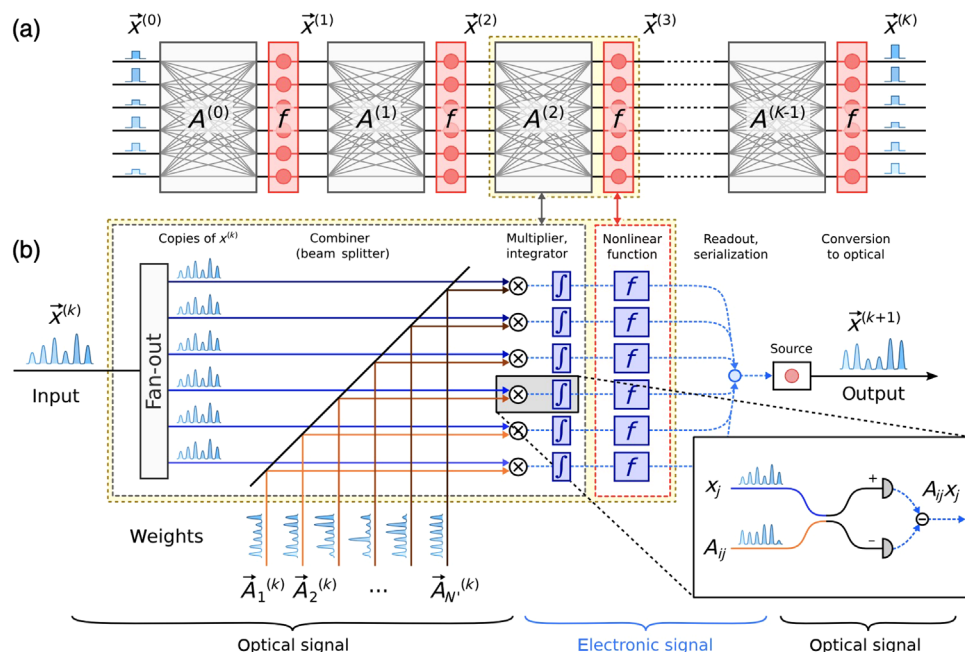 (a)
x⃗⁽⁰⁾ x⃗⁽¹⁾ x⃗⁽²⁾ x⃗⁽³⁾ x⃗⁽ᴷ⁾
A⁽⁰⁾ f A⁽¹⁾ f A⁽²⁾ f A⁽ᴷ⁻¹⁾ f
(b)
Copies of x⁽ᵏ⁾
Combiner
(beam splitter)
Multiplier,
integrator
Nonlinear
function
Readout,
serialization
Conversion
to optical
x⃗⁽ᵏ⁾
Input
Fan-out
∫ f
∫ f
∫ f
∫ f
∫ f
∫ f
Source
x⃗⁽ᵏ⁺¹⁾
Output
xⱼ
Aᵢⱼ
+
−
Aᵢⱼxⱼ
Weights
A⃗₁⁽ᵏ⁾ A⃗₂⁽ᵏ⁾ ... A⃗N'⁽ᵏ⁾
Optical signal
Electronic signal
Optical signal